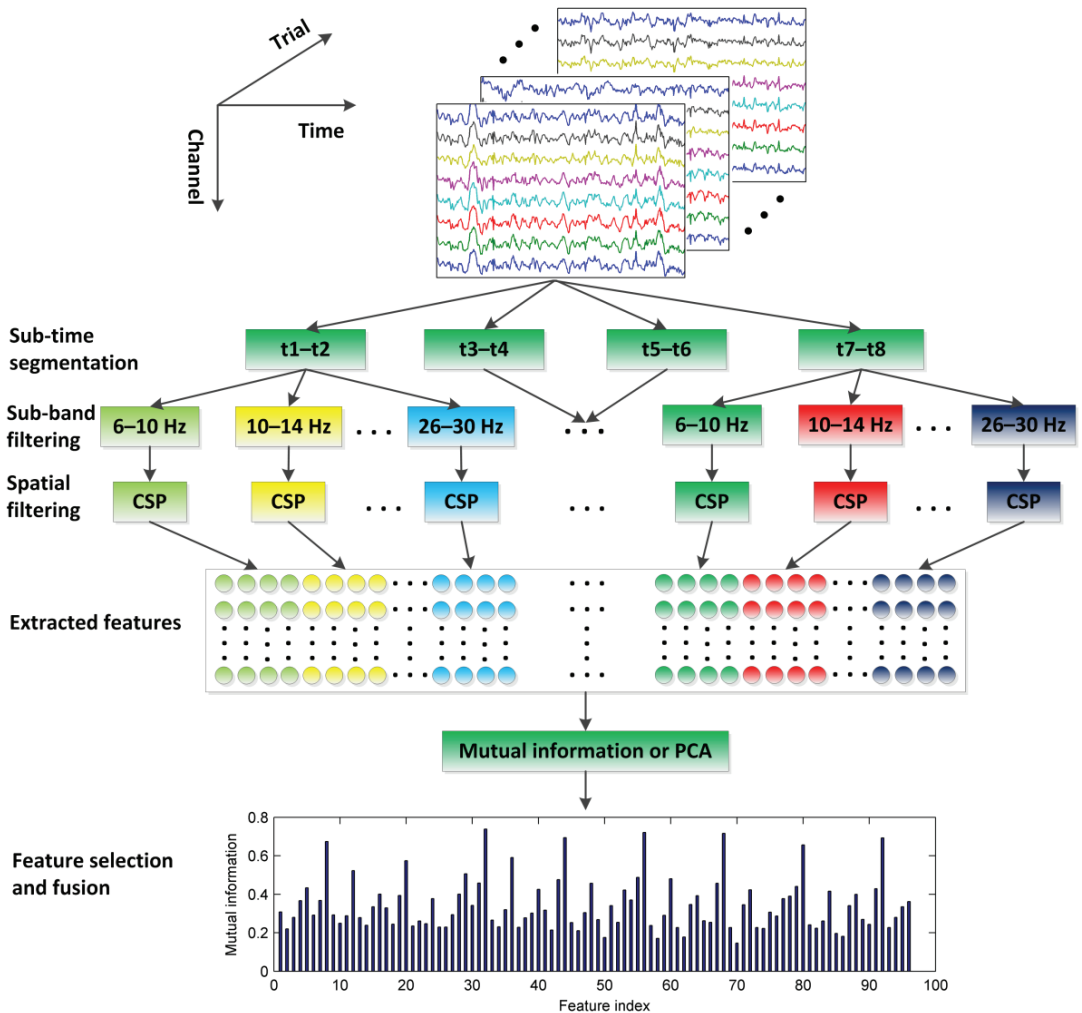 Trial
Time
Channel
Sub-time
segmentation
t1–t2
t3–t4
t5–t6
t7–t8
Sub-band
filtering
6–10 Hz
10–14 Hz
. . .
26–30 Hz
. . .
6–10 Hz
10–14 Hz
. . .
26–30 Hz
Spatial
filtering
CSP
CSP
. . .
CSP
. . .
CSP
CSP
. . .
CSP
Extracted features
Mutual information or PCA
Feature selection
and fusion
Mutual information
0.8
0.6
0.4
0.2
0
0 10 20 30 40 50 60 70 80 90 100
Feature index